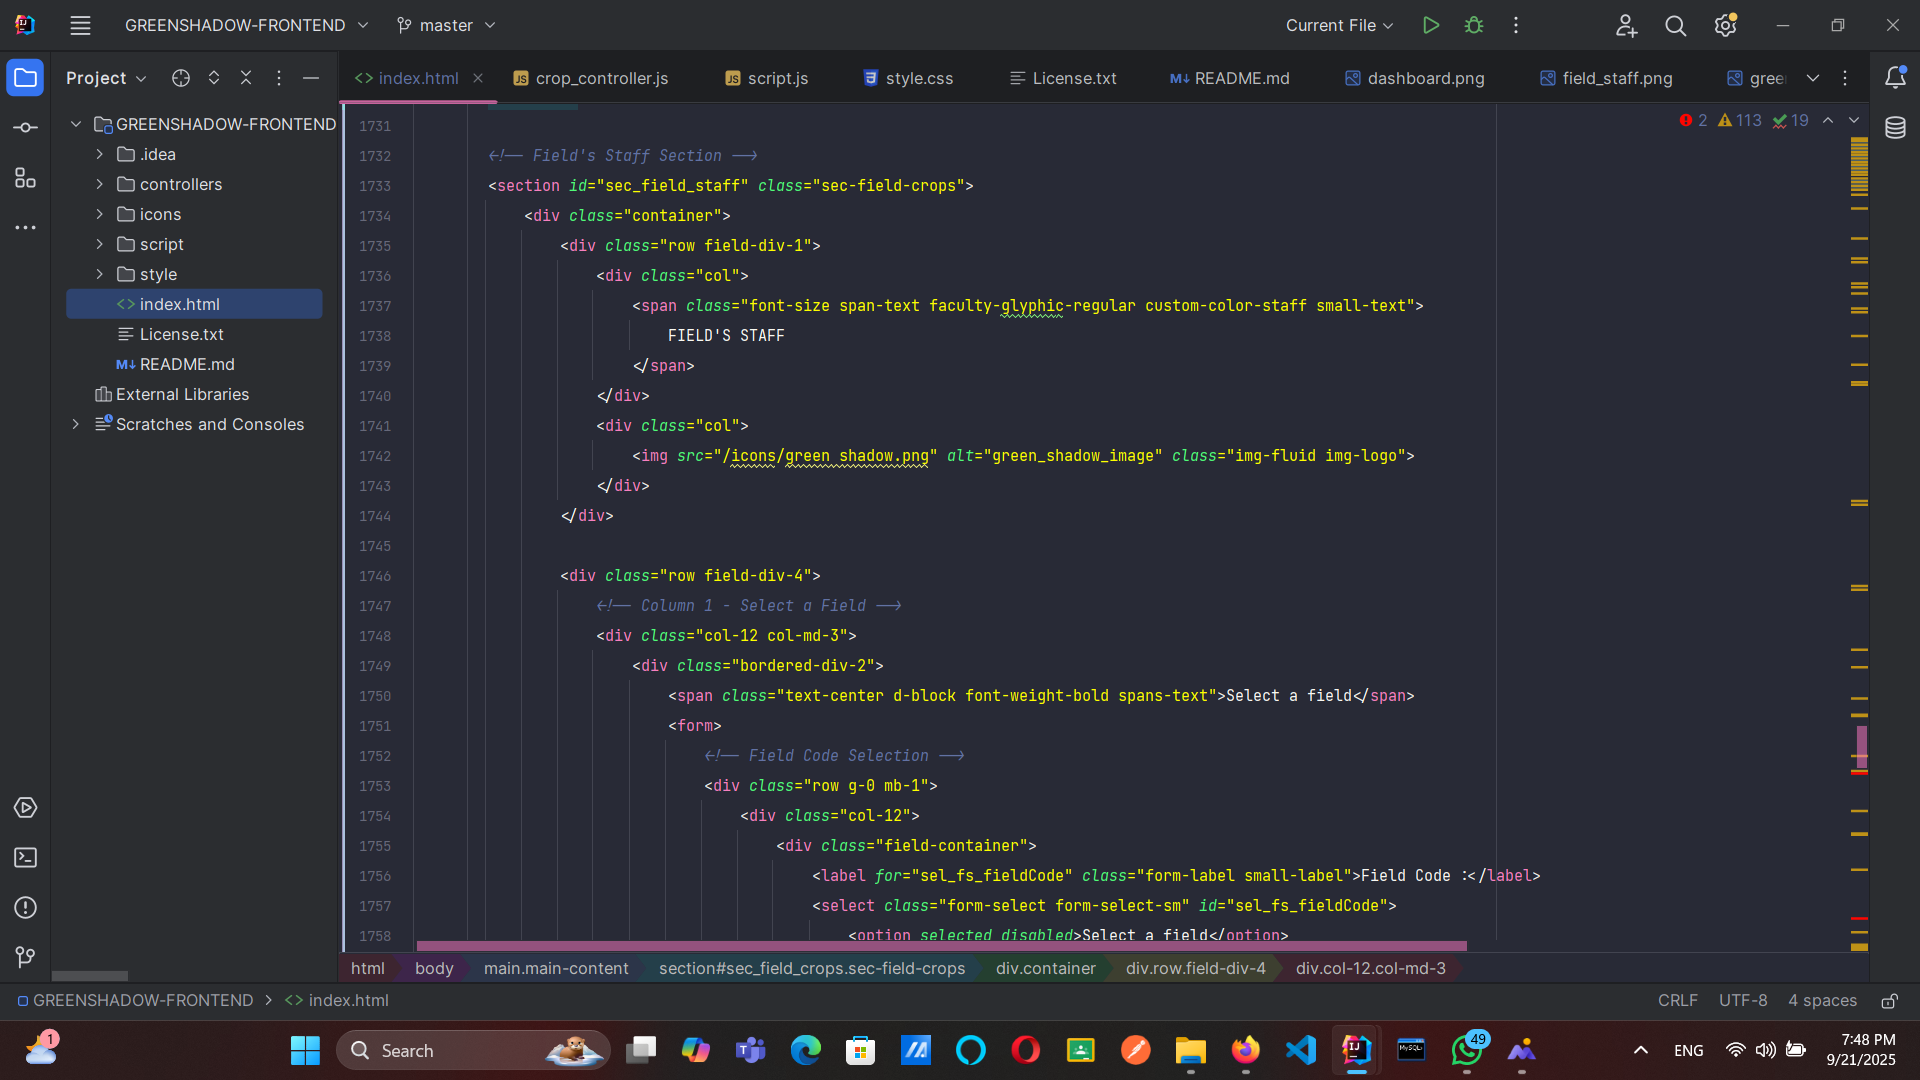 GREENSHADOW-FRONTEND
master
Current File
Project
index.html
crop_controller.js
script.js
style.css
License.txt
README.md
dashboard.png
field_staff.png
gree
GREENSHADOW-FRONTEND
.idea
controllers
icons
script
style
index.html
License.txt
README.md
External Libraries
Scratches and Consoles
2 113 19
1731
1732 <!-- Field's Staff Section -->
1733 <section id="sec_field_staff" class="sec-field-crops">
1734 <div class="container">
1735 <div class="row field-div-1">
1736 <div class="col">
1737 <span class="font-size span-text faculty-glyphic-regular custom-color-staff small-text">
1738 FIELD'S STAFF
1739 </span>
1740 </div>
1741 <div class="col">
1742 <img src="/icons/green shadow.png" alt="green_shadow_image" class="img-fluid img-logo">
1743 </div>
1744 </div>
1745
1746 <div class="row field-div-4">
1747 <!-- Column 1 - Select a Field -->
1748 <div class="col-12 col-md-3">
1749 <div class="bordered-div-2">
1750 <span class="text-center d-block font-weight-bold spans-text">Select a field</span>
1751 <form>
1752 <!-- Field Code Selection -->
1753 <div class="row g-0 mb-1">
1754 <div class="col-12">
1755 <div class="field-container">
1756 <label for="sel_fs_fieldCode" class="form-label small-label">Field Code :</label>
1757 <select class="form-select form-select-sm" id="sel_fs_fieldCode">
1758 <option selected disabled>Select a field</option>
html body main.main-content section#sec_field_crops.sec-field-crops div.container div.row.field-div-4 div.col-12.col-md-3
GREENSHADOW-FRONTEND > index.html
CRLF UTF-8 4 spaces
1
Search
49
ENG
7:48 PM
9/21/2025